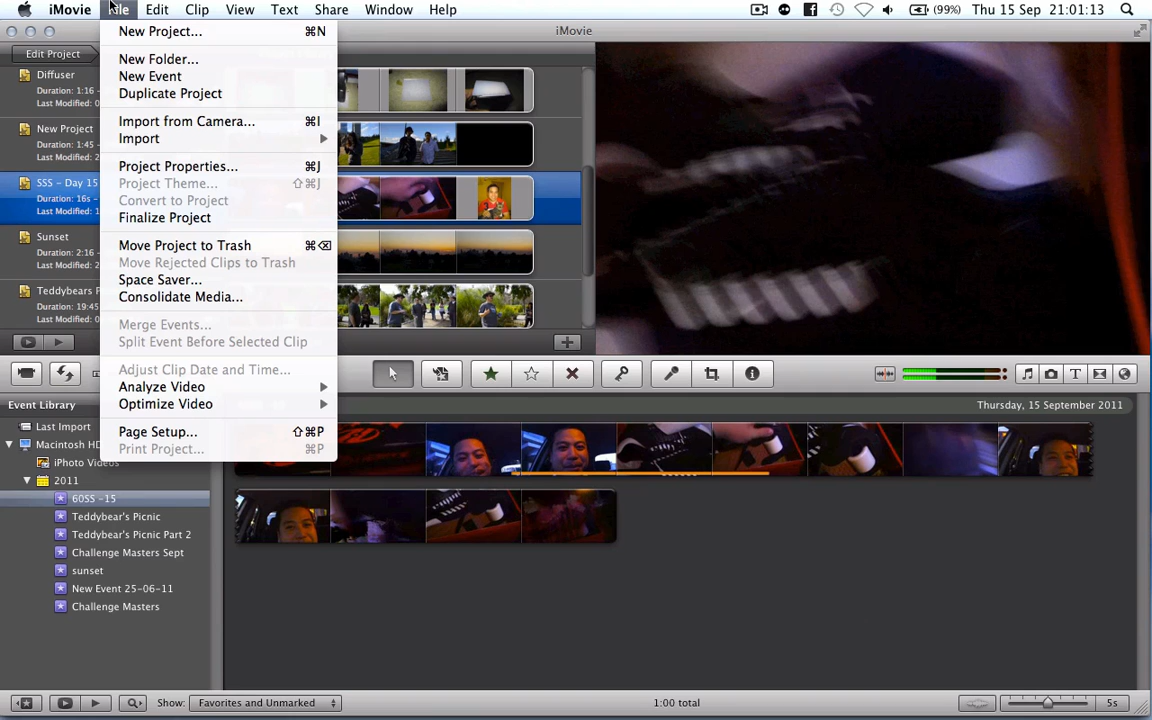 iMovie File Edit Clip View Text Share Window Help (99%) Thu 15 Sep 21:01:13
iMovie
Edit Project
Diffuser
Duration: 1:16 -
Last Modified: 0
New Project
Duration: 1:45 -
Last Modified: 0
SSS - Day 15
Duration: 16s -
Last Modified: 1
Sunset
Duration: 2:16 -
Last Modified: 0
Teddybears P
Duration: 19:45
Last Modified: 0
New Project... ⌘N
New Folder...
New Event
Duplicate Project
Import from Camera... ⌘I
Import
Project Properties... ⌘J
Project Theme... ⇧⌘J
Convert to Project
Finalize Project
Move Project to Trash ⌘⌫
Move Rejected Clips to Trash
Space Saver...
Consolidate Media...
Merge Events...
Split Event Before Selected Clip
Adjust Clip Date and Time...
Analyze Video
Optimize Video
Page Setup... ⇧⌘P
Print Project... ⌘P
Event Library
Thursday, 15 September 2011
Last Import
Macintosh HD
iPhoto Videos
2011
60SS -15
Teddybear's Picnic
Teddybear's Picnic Part 2
Challenge Masters Sept
sunset
New Event 25-06-11
Challenge Masters
Show: Favorites and Unmarked 1:00 total 5s